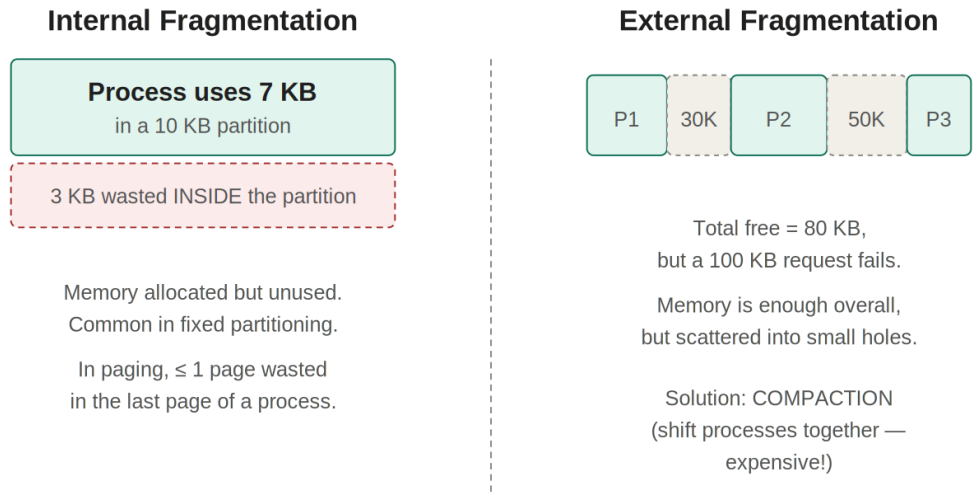 Internal Fragmentation
Process uses 7 KB
in a 10 KB partition
3 KB wasted INSIDE the partition
Memory allocated but unused.
Common in fixed partitioning.
In paging, ≤ 1 page wasted
in the last page of a process.
External Fragmentation
P1
30K
P2
50K
P3
Total free = 80 KB,
but a 100 KB request fails.
Memory is enough overall,
but scattered into small holes.
Solution: COMPACTION
(shift processes together —
expensive!)